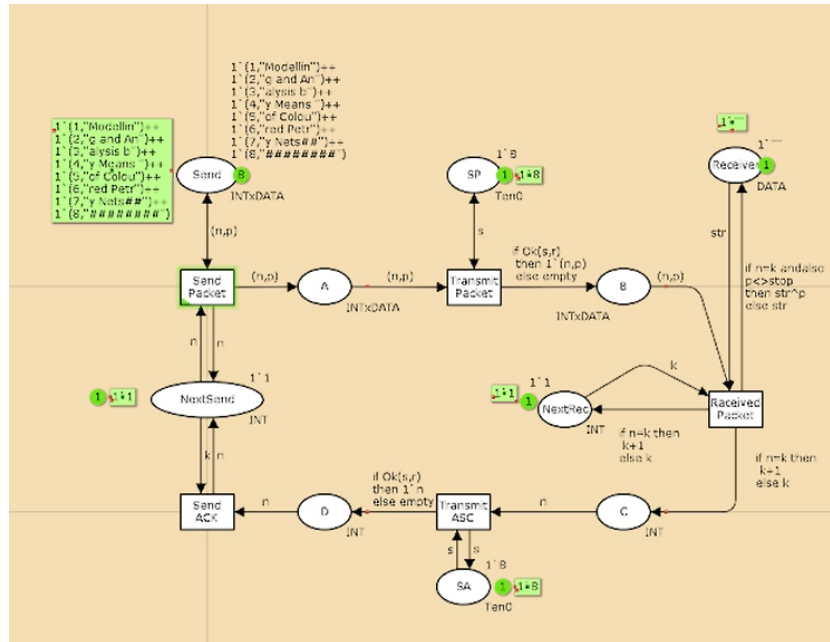 1`(1,"Modellin")++
1`(2,"g and An")++
1`(3,"alysis b")++
1`(4,"y Means ")++
1`(5,"of Colou")++
1`(6,"red Petr")++
1`(7,"y Nets##")++
1`(8,"########")
1`(1,"Modellin")++
1`(2,"g and An")++
1`(3,"alysis b")++
1`(4,"y Means ")++
1`(5,"of Colou")++
1`(6,"red Petr")++
1`(7,"y Nets##")++
1`(8,"########")
Send
8
INTxDATA
1`8
SP
1
1`8
Ten0
1`""
1`""
Receiver
1
DATA
(n,p)
s
str
if n=k andalso
p<>stop
then str^p
else str
Send
Packet
(n,p)
A
INTxDATA
(n,p)
Transmit
Packet
if Ok(s,r)
then 1`(n,p)
else empty
B
INTxDATA
(n,p)
n
n
1
1`1
1`1
NextSend
INT
1`1
1
1`1
NextRec
INT
k
if n=k then
k+1
else k
Raceived
Packet
if n=k then
k+1
else k
k
n
Send
ACK
n
D
INT
if Ok(s,r)
then 1`n
else empty
Transmit
ASC
n
C
INT
s
s
1`8
SA
1
1`8
Ten0